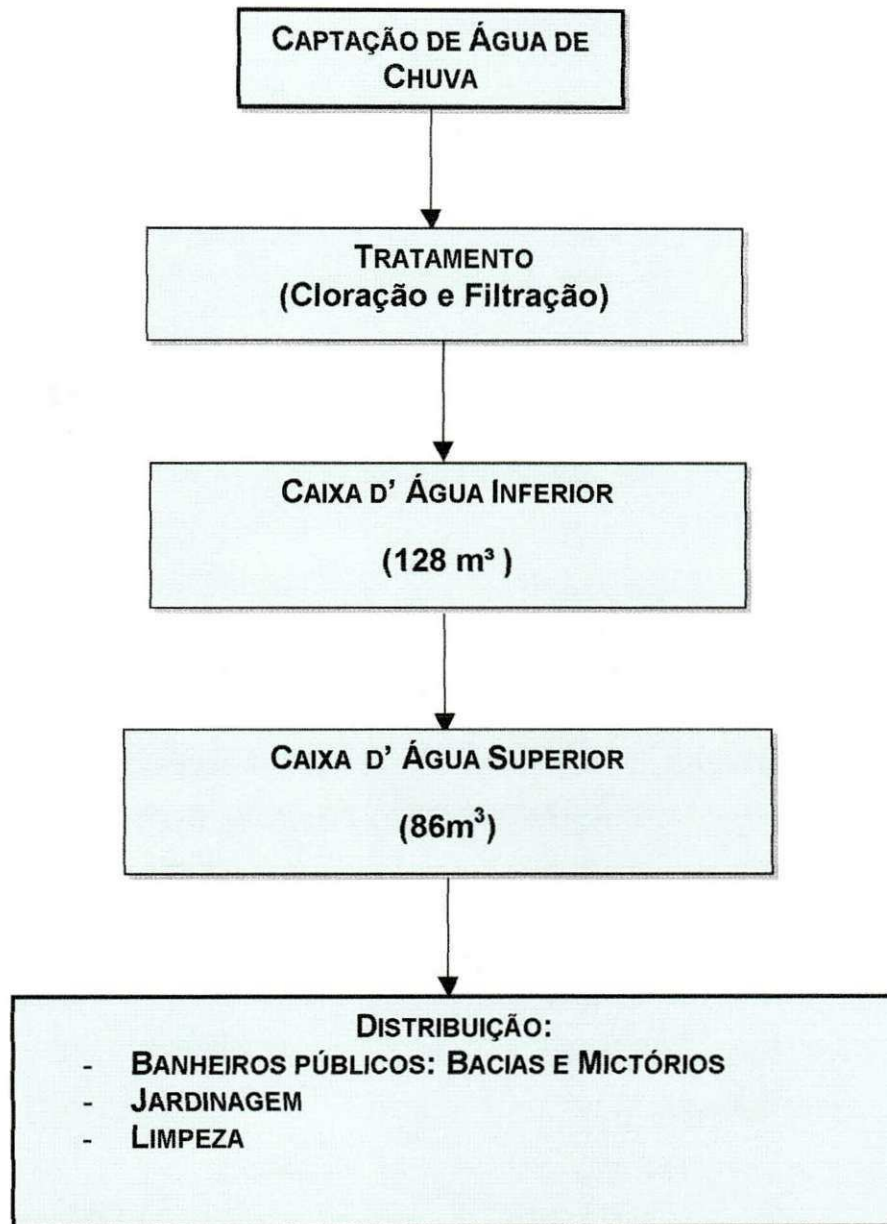 CAPTAÇÃO DE ÁGUA DE
CHUVA
TRATAMENTO
(Cloração e Filtração)
CAIXA D' ÁGUA INFERIOR
(128 m³ )
CAIXA D' ÁGUA SUPERIOR
(86m³)
DISTRIBUIÇÃO:
- BANHEIROS PÚBLICOS: BACIAS E MICTÓRIOS
- JARDINAGEM
- LIMPEZA